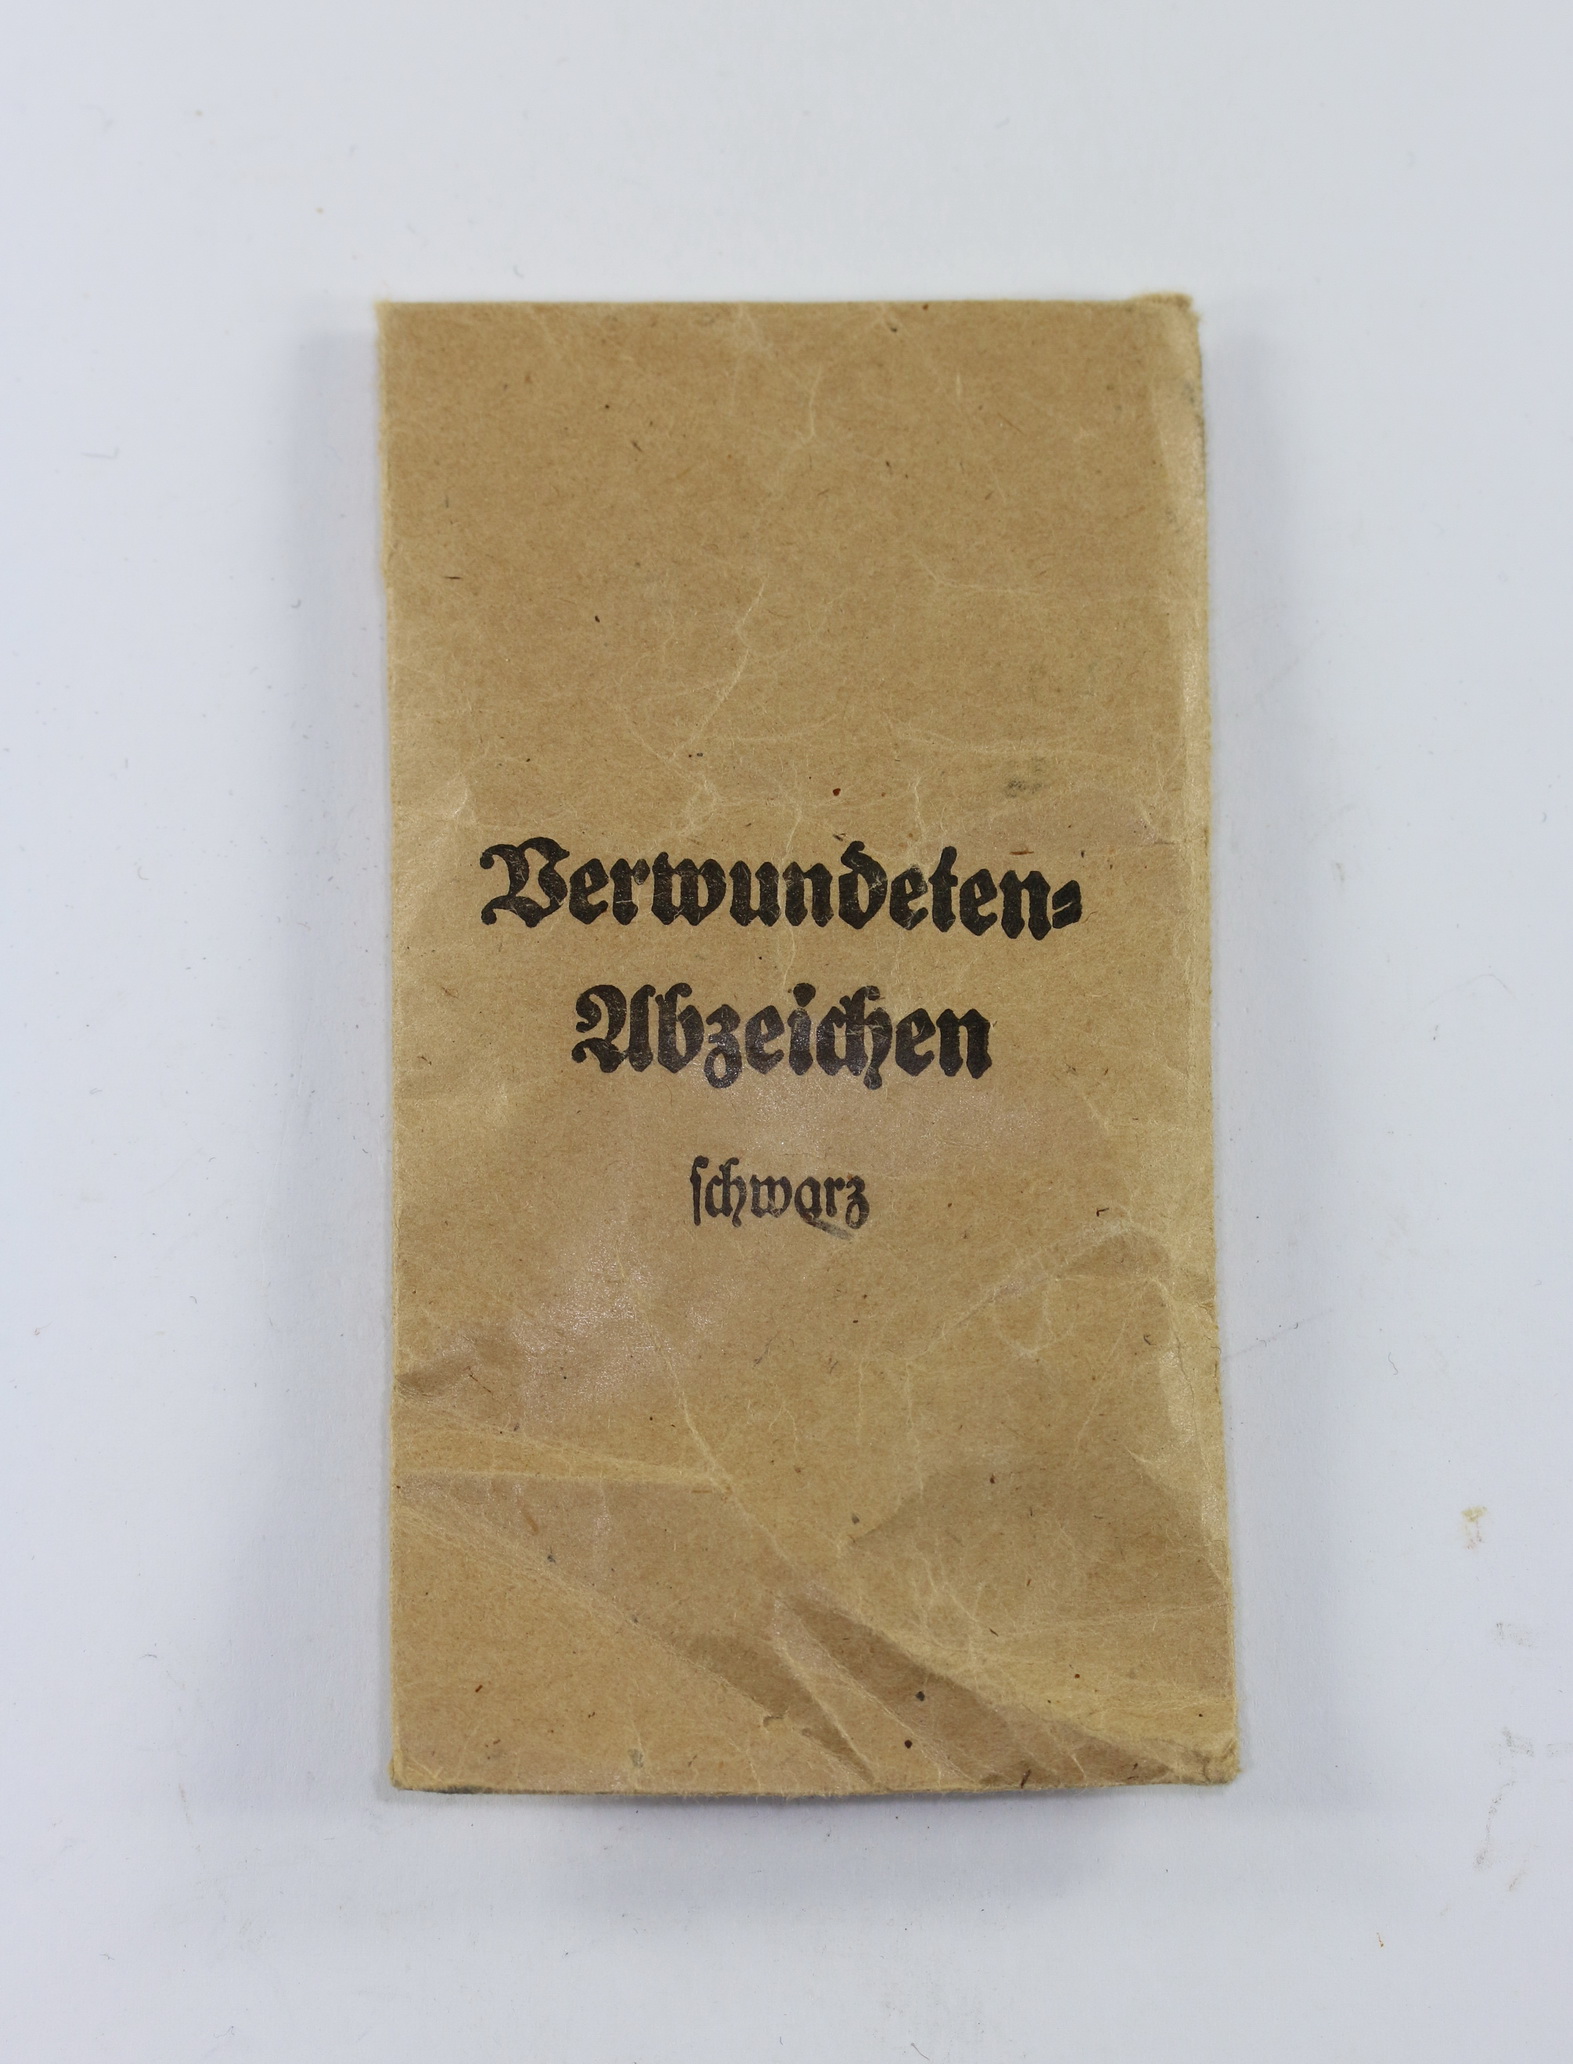 Verwundeten-
Abzeichen
schwarz